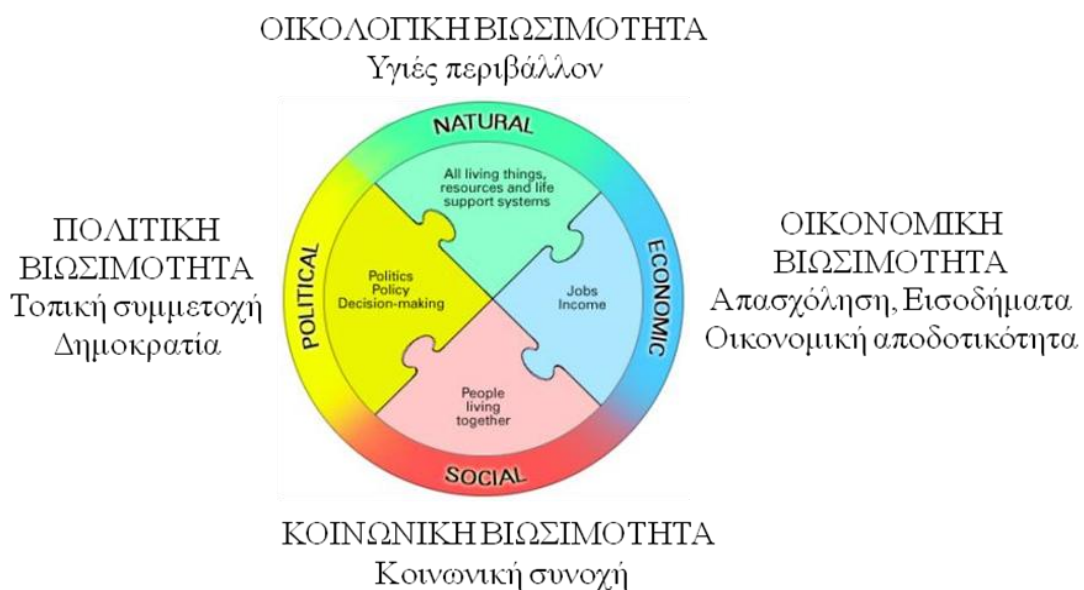 ΟΙΚΟΛΟΓΙΚΗ ΒΙΩΣΙΜΟΤΗΤΑ
Υγιές περιβάλλον
NATURAL
All living things,
resources and life
support systems
ΠΟΛΙΤΙΚΗ
ΒΙΩΣΙΜΟΤΗΤΑ
Τοπική συμμετοχή
Δημοκρατία
POLITICAL
Politics
Policy
Decision-making
Jobs
Income
ECONOMIC
ΟΙΚΟΝΟΜΙΚΗ
ΒΙΩΣΙΜΟΤΗΤΑ
Απασχόληση, Εισοδήματα
Οικονομική αποδοτικότητα
People
living
together
SOCIAL
ΚΟΙΝΩΝΙΚΗ ΒΙΩΣΙΜΟΤΗΤΑ
Κοινωνική συνοχή